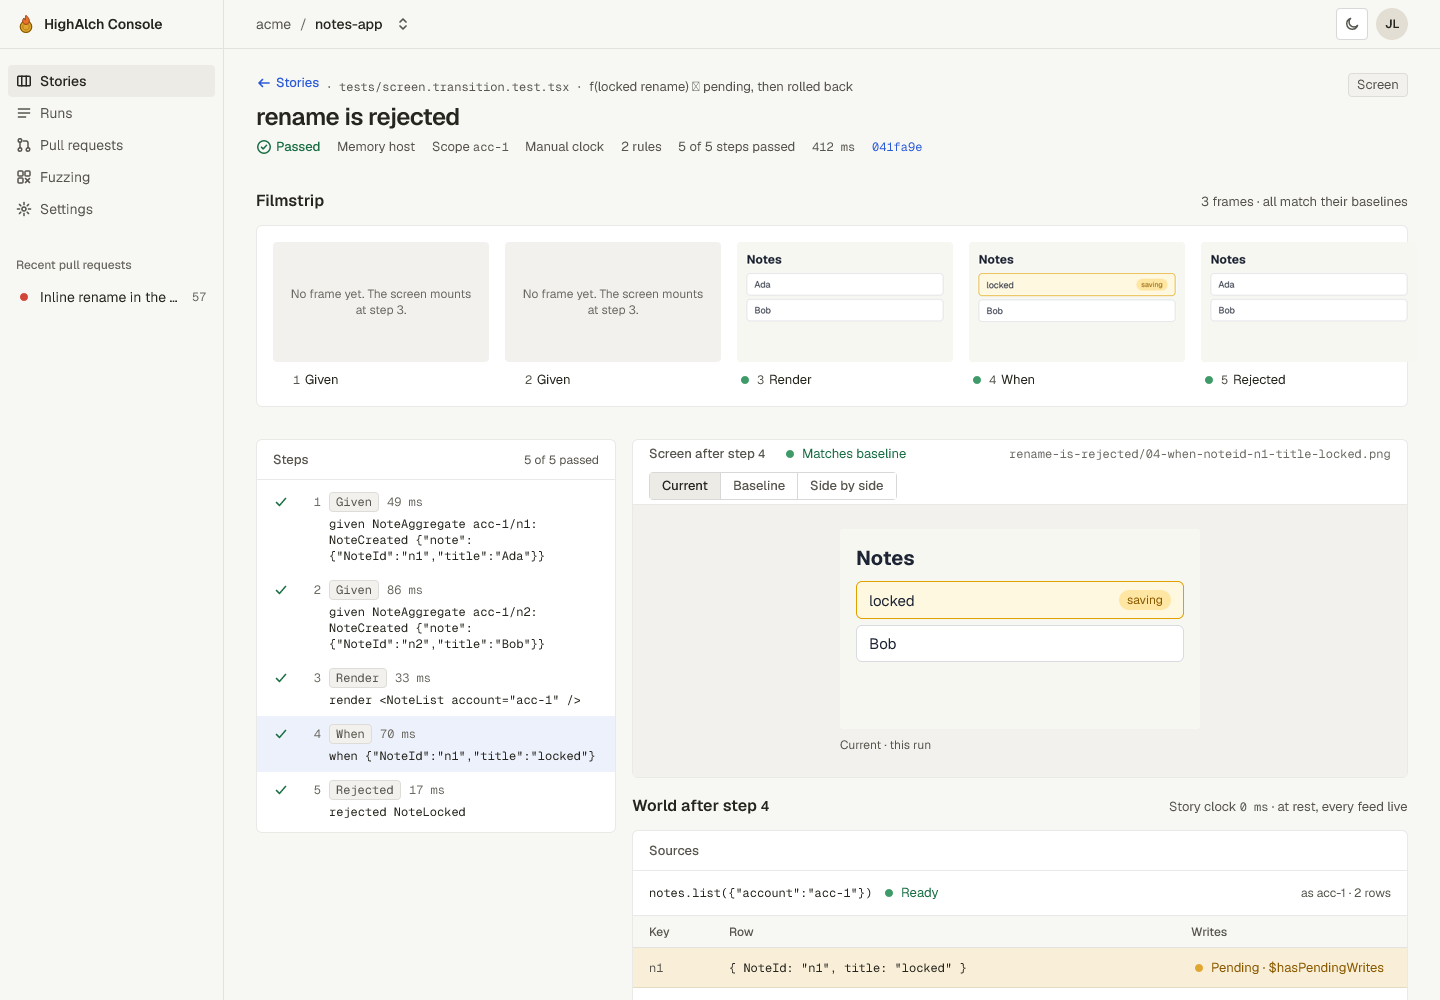 HighAlch Console
acme / notes-app
JL
Stories
Runs
Pull requests
Fuzzing
Settings
Recent pull requests
Inline rename in the … 57
← Stories · tests/screen.transition.test.tsx · f(locked rename) pending, then rolled back
Screen
rename is rejected
Passed Memory host Scope acc-1 Manual clock 2 rules 5 of 5 steps passed 412 ms 041fa9e
Filmstrip
3 frames · all match their baselines
No frame yet. The screen mounts
at step 3.
1 Given
No frame yet. The screen mounts
at step 3.
2 Given
Notes
Ada
Bob
3 Render
Notes
locked saving
Bob
4 When
Notes
Ada
Bob
5 Rejected
Steps 5 of 5 passed
1 Given 49 ms
given NoteAggregate acc-1/n1:
NoteCreated {"note":
{"NoteId":"n1","title":"Ada"}}
2 Given 86 ms
given NoteAggregate acc-1/n2:
NoteCreated {"note":
{"NoteId":"n2","title":"Bob"}}
3 Render 33 ms
render <NoteList account="acc-1" />
4 When 70 ms
when {"NoteId":"n1","title":"locked"}
5 Rejected 17 ms
rejected NoteLocked
Screen after step 4 Matches baseline rename-is-rejected/04-when-noteid-n1-title-locked.png
Current Baseline Side by side
Notes
locked saving
Bob
Current · this run
World after step 4 Story clock 0 ms · at rest, every feed live
Sources
notes.list({"account":"acc-1"}) Ready as acc-1 · 2 rows
Key Row Writes
n1 { NoteId: "n1", title: "locked" } Pending · $hasPendingWrites